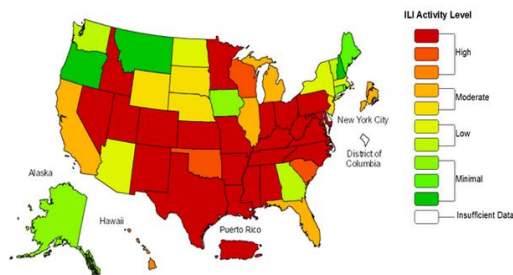 ILI Activity Level
High
Moderate
New York City
Low
District of
Columbia
Alaska
Minimal
Hawaii
Puerto Rico
Insufficient Data